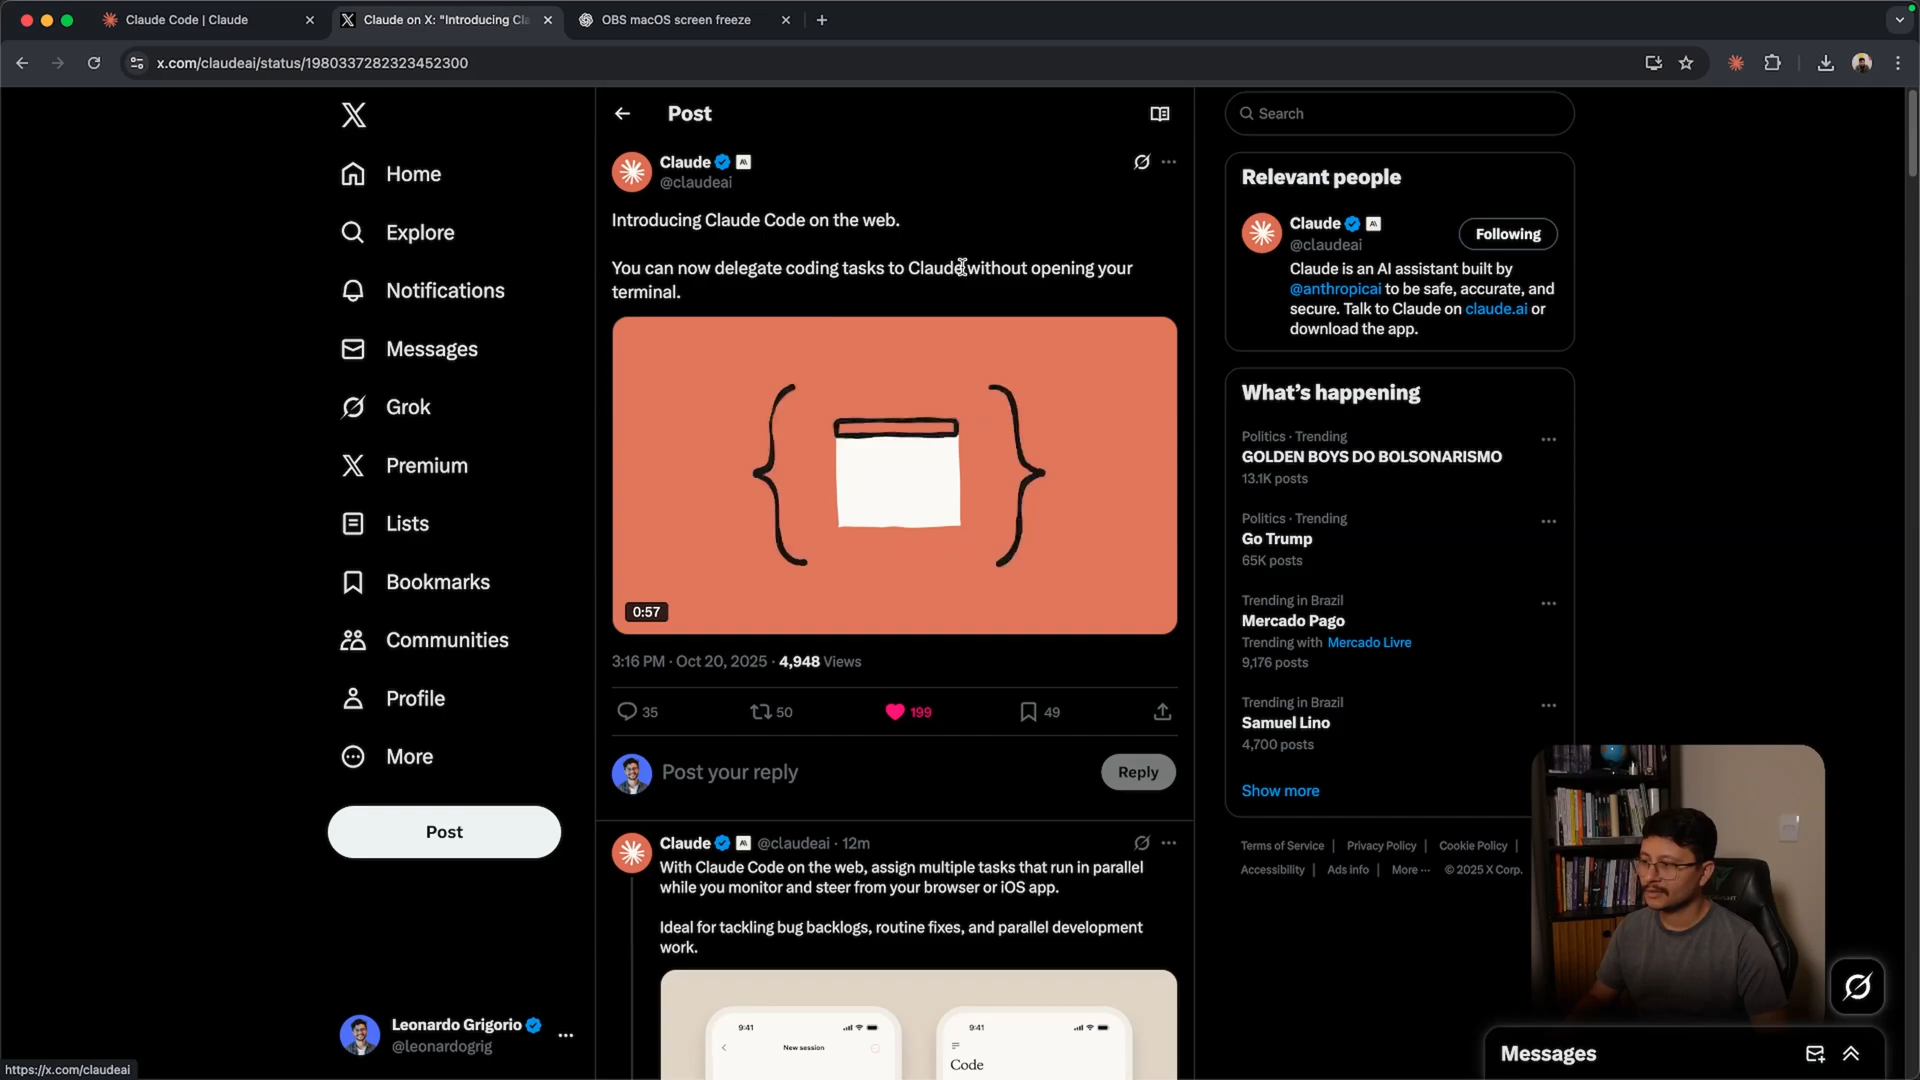 Claude Code | Claude
Claude on X: "Introducing Cla
OBS macOS screen freeze
x.com/claudeai/status/1980337282323452300
Home
Explore
Notifications
Messages
Grok
Premium
Lists
Bookmarks
Communities
Profile
More
Post
Leonardo Grigorio
@leonardogrig
https://x.com/claudeai
Post
Claude
@claudeai
Introducing Claude Code on the web.
You can now delegate coding tasks to Claude without opening your
terminal.
0:57
3:16 PM · Oct 20, 2025 · 4,948 Views
35
50
199
49
Post your reply
Reply
Claude @claudeai · 12m
With Claude Code on the web, assign multiple tasks that run in parallel
while you monitor and steer from your browser or iOS app.
Ideal for tackling bug backlogs, routine fixes, and parallel development
work.
9:41
New session
9:41
Code
Search
Relevant people
Claude
@claudeai
Following
Claude is an AI assistant built by
@anthropicai to be safe, accurate, and
secure. Talk to Claude on claude.ai or
download the app.
What's happening
Politics · Trending
GOLDEN BOYS DO BOLSONARISMO
13.1K posts
Politics · Trending
Go Trump
65K posts
Trending in Brazil
Mercado Pago
Trending with Mercado Livre
9,176 posts
Trending in Brazil
Samuel Lino
4,700 posts
Show more
Terms of Service | Privacy Policy | Cookie Policy |
Accessibility | Ads info | More ··· © 2025 X Corp.
Messages